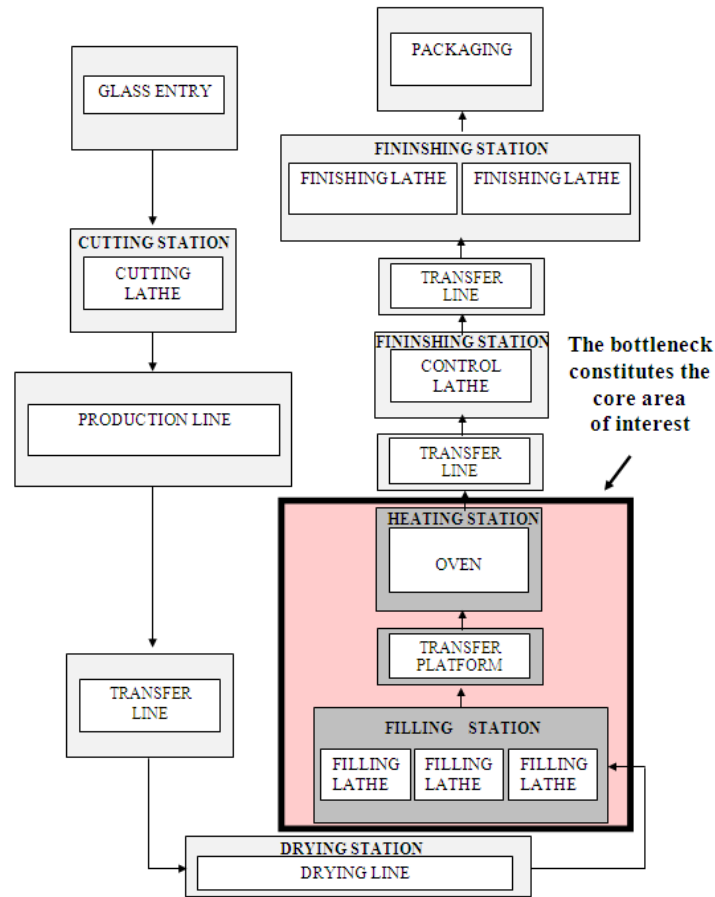 GLASS ENTRY
CUTTING STATION
CUTTING
LATHE
PRODUCTION LINE
TRANSFER
LINE
DRYING STATION
DRYING LINE
FILLING STATION
FILLING
LATHE
FILLING
LATHE
FILLING
LATHE
TRANSFER
PLATFORM
HEATING STATION
OVEN
TRANSFER
LINE
FININSHING STATION
CONTROL
LATHE
TRANSFER
LINE
FININSHING STATION
FINISHING LATHE
FINISHING LATHE
PACKAGING
The bottleneck
constitutes the
core area
of interest